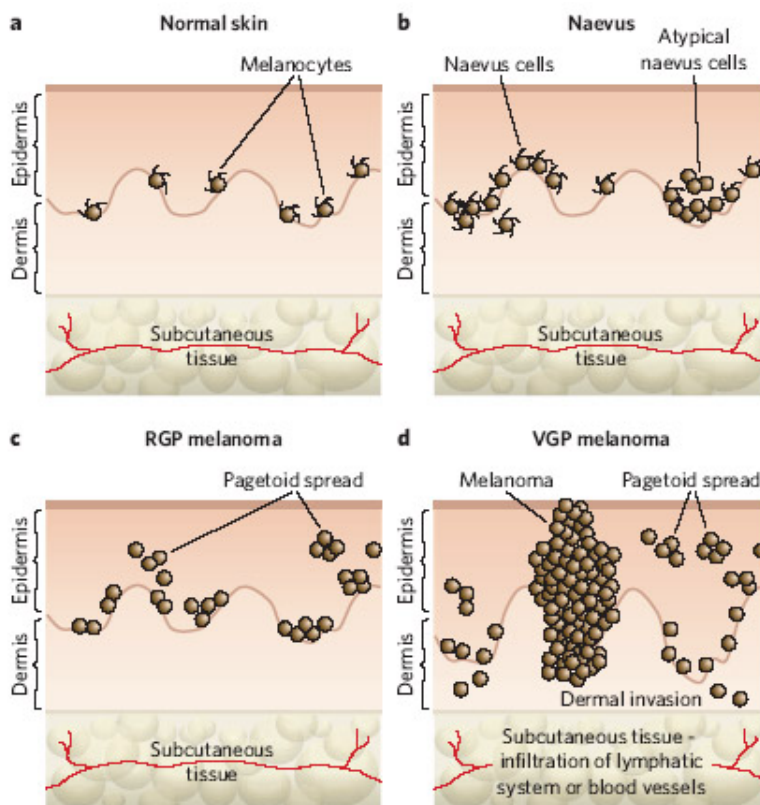 a
Normal skin
Melanocytes
Epidermis
Dermis
Subcutaneous
tissue
b
Naevus
Naevus cells
Atypical
naevus cells
Epidermis
Dermis
Subcutaneous
tissue
c
RGP melanoma
Pagetoid spread
Epidermis
Dermis
Subcutaneous
tissue
d
VGP melanoma
Melanoma
Pagetoid spread
Epidermis
Dermis
Dermal invasion
Subcutaneous tissue -
infiltration of lymphatic
system or blood vessels